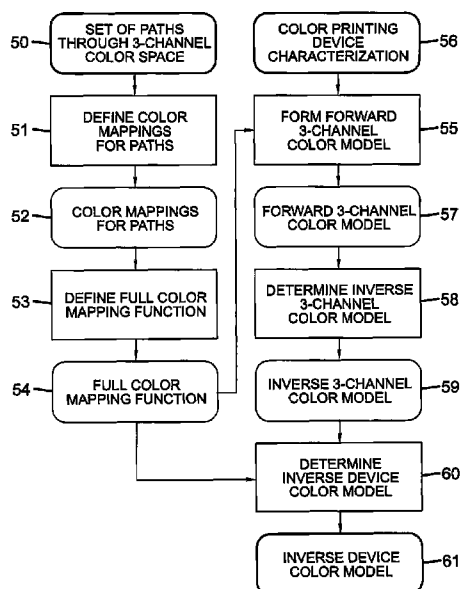 50
SET OF PATHS
THROUGH 3-CHANNEL
COLOR SPACE
51
DEFINE COLOR
MAPPINGS
FOR PATHS
52
COLOR MAPPINGS
FOR PATHS
53
DEFINE FULL COLOR
MAPPING FUNCTION
54
FULL COLOR
MAPPING FUNCTION
COLOR PRINTING
DEVICE
CHARACTERIZATION
56
FORM FORWARD
3-CHANNEL
COLOR MODEL
55
FORWARD 3-CHANNEL
COLOR MODEL
57
DETERMINE INVERSE
3-CHANNEL
COLOR MODEL
58
INVERSE 3-CHANNEL
COLOR MODEL
59
DETERMINE
INVERSE DEVICE
COLOR MODEL
60
INVERSE DEVICE
COLOR MODEL
61